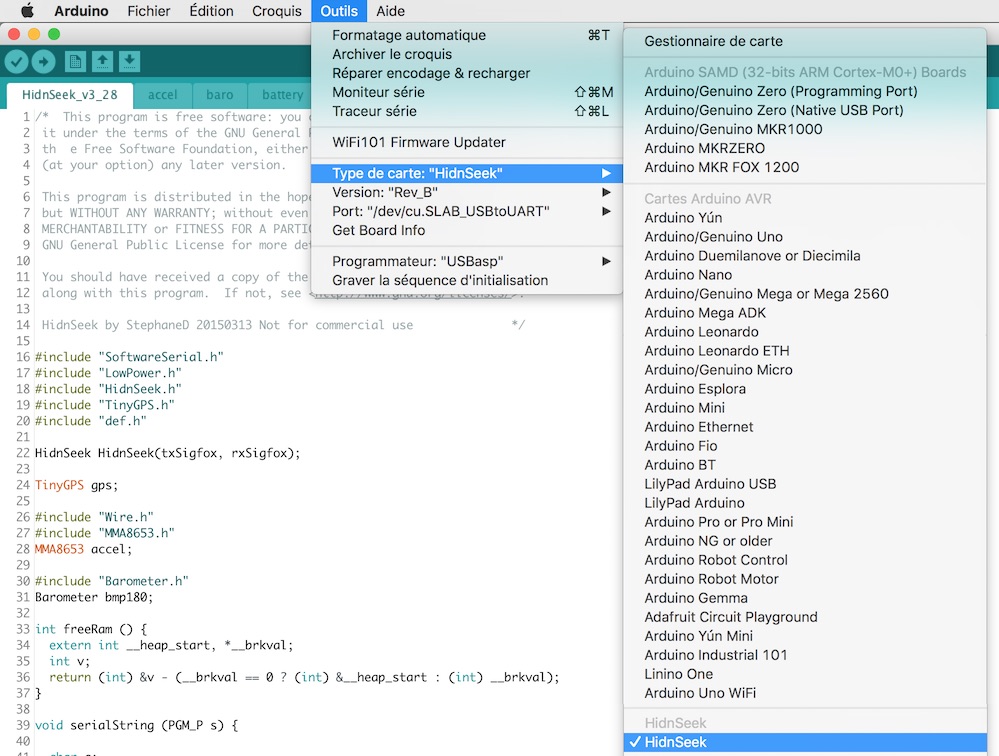 Arduino Fichier Édition Croquis Outils Aide
Formatage automatique ⌘T
Archiver le croquis
Réparer encodage & recharger
Moniteur série ⇧⌘M
Traceur série ⇧⌘L
WiFi101 Firmware Updater
Type de carte: "HidnSeek" ▶
Version: "Rev_B" ▶
Port: "/dev/cu.SLAB_USBtoUART" ▶
Get Board Info
Programmateur: "USBasp" ▶
Graver la séquence d'initialisation
Gestionnaire de carte
Arduino SAMD (32-bits ARM Cortex-M0+) Boards
Arduino/Genuino Zero (Programming Port)
Arduino/Genuino Zero (Native USB Port)
Arduino/Genuino MKR1000
Arduino MKRZERO
Arduino MKR FOX 1200
Cartes Arduino AVR
Arduino Yún
Arduino/Genuino Uno
Arduino Duemilanove or Diecimila
Arduino Nano
Arduino/Genuino Mega or Mega 2560
Arduino Mega ADK
Arduino Leonardo
Arduino Leonardo ETH
Arduino/Genuino Micro
Arduino Esplora
Arduino Mini
Arduino Ethernet
Arduino Fio
Arduino BT
LilyPad Arduino USB
LilyPad Arduino
Arduino Pro or Pro Mini
Arduino NG or older
Arduino Robot Control
Arduino Robot Motor
Arduino Gemma
Adafruit Circuit Playground
Arduino Yún Mini
Arduino Industrial 101
Linino One
Arduino Uno WiFi
HidnSeek
✓ HidnSeek
HidnSeek_v3_28 accel baro battery
1 /* This program is free software: you
2 it under the terms of the GNU General
3 th e Free Software Foundation, either
4 (at your option) any later version.
5
6 This program is distributed in the hope
7 but WITHOUT ANY WARRANTY; without even
8 MERCHANTABILITY or FITNESS FOR A
9 GNU General Public License for more
10
11 You should have received a copy of the
12 along with this program. If not, see <http://www.gnu.org/licenses/>.
13
14 HidnSeek by StephaneD 20150313 Not for commercial use */
15
16 #include "SoftwareSerial.h"
17 #include "LowPower.h"
18 #include "HidnSeek.h"
19 #include "TinyGPS.h"
20 #include "def.h"
21
22 HidnSeek HidnSeek(txSigfox, rxSigfox);
23
24 TinyGPS gps;
25
26 #include "Wire.h"
27 #include "MMA8653.h"
28 MMA8653 accel;
29
30 #include "Barometer.h"
31 Barometer bmp180;
32
33 int freeRam () {
34 extern int __heap_start, *__brkval;
35 int v;
36 return (int) &v - (__brkval == 0 ? (int) &__heap_start : (int) __brkval);
37 }
38
39 void serialString (PGM_P s) {
40